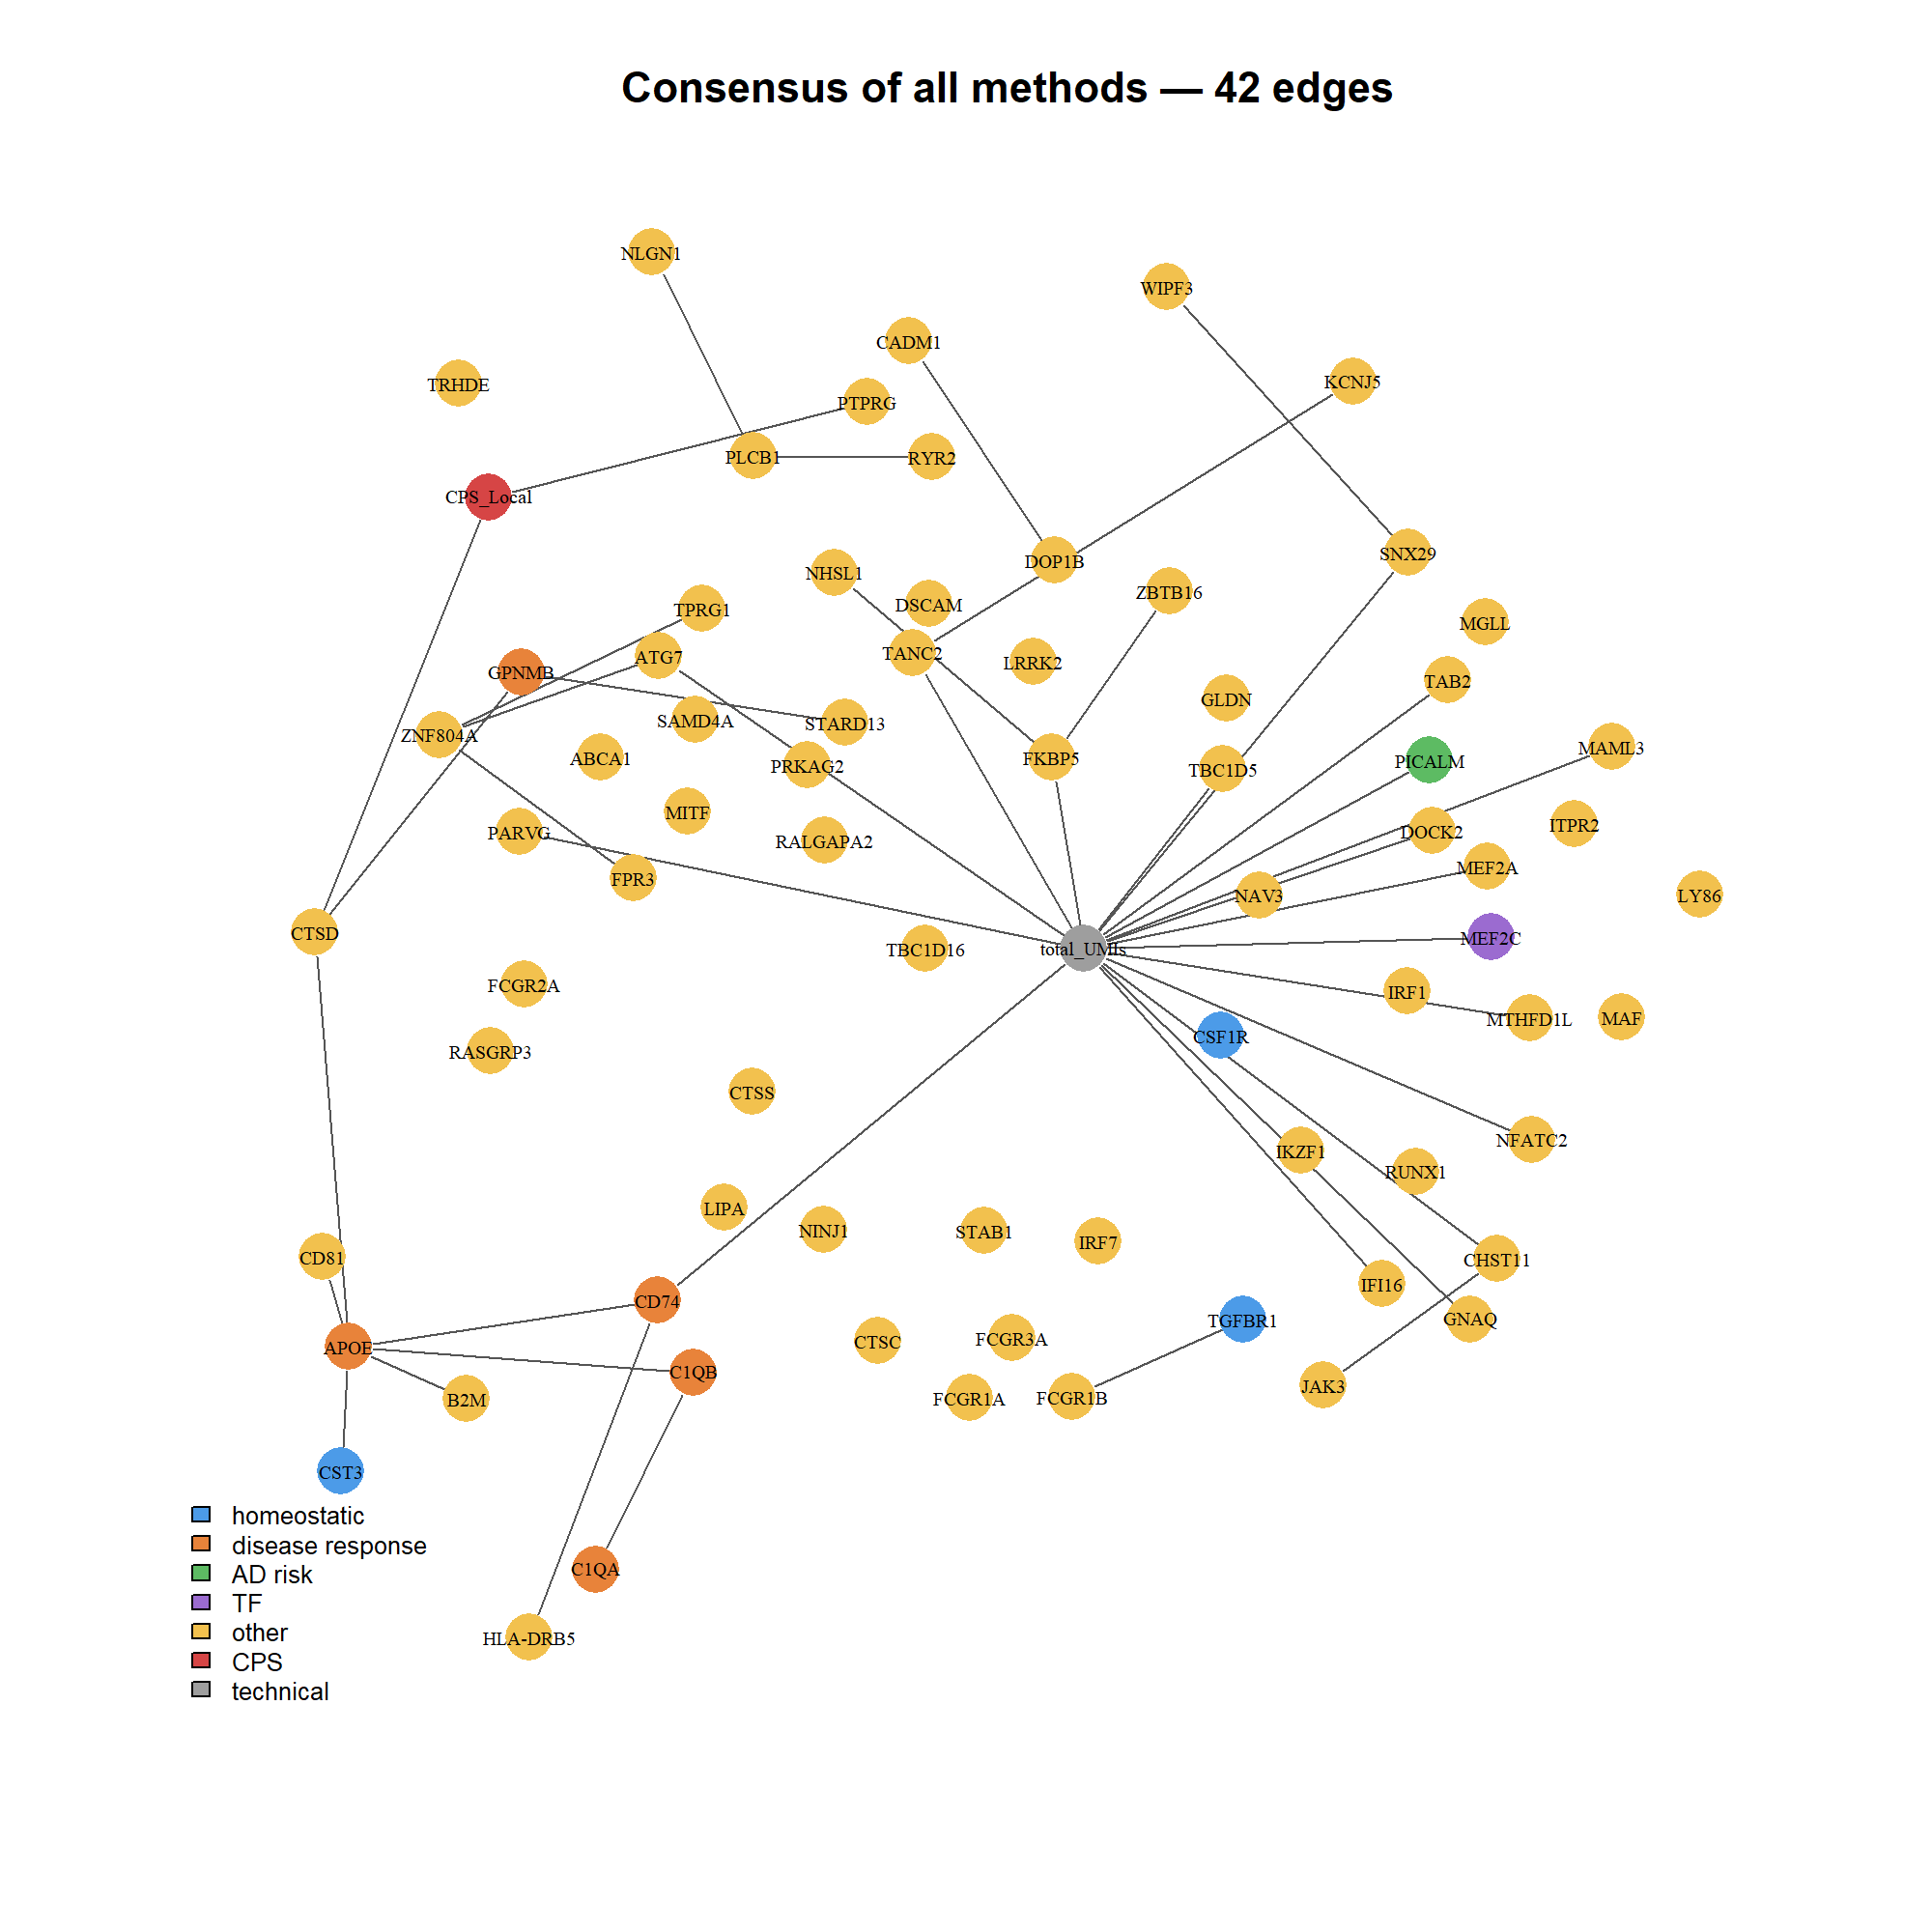 Consensus of all methods — 42 edges
NLGN1
WIPF3
CADM1
TRHDE
KCNJ5
PTPRG
PLCB1
RYR2
CPS_Local
SNX29
DOP1B
NHSL1
ZBTB16
DSCAM
TPRG1
MGLL
TANC2
ATG7
LRRK2
GPNMB
TAB2
GLDN
SAMD4A
STARD13
ZNF804A
MAML3
ABCA1
FKBP5
PICALM
PRKAG2
TBC1D5
MITF
ITPR2
PARVG
DOCK2
RALGAPA2
MEF2A
FPR3
NAV3
LY86
CTSD
MEF2C
TBC1D16
total_UMIs
FCGR2A
IRF1
MTHFD1L
MAF
CSF1R
RASGRP3
CTSS
NFATC2
IKZF1
RUNX1
LIPA
NINJ1
STAB1
IRF7
CD81
CHST11
IFI16
CD74
TGFBR1
GNAQ
FCGR3A
CTSC
APOE
C1QB
JAK3
B2M
FCGR1A
FCGR1B
CST3
homeostatic
disease response
C1QA
AD risk
TF
other
HLA-DRB5
CPS
technical